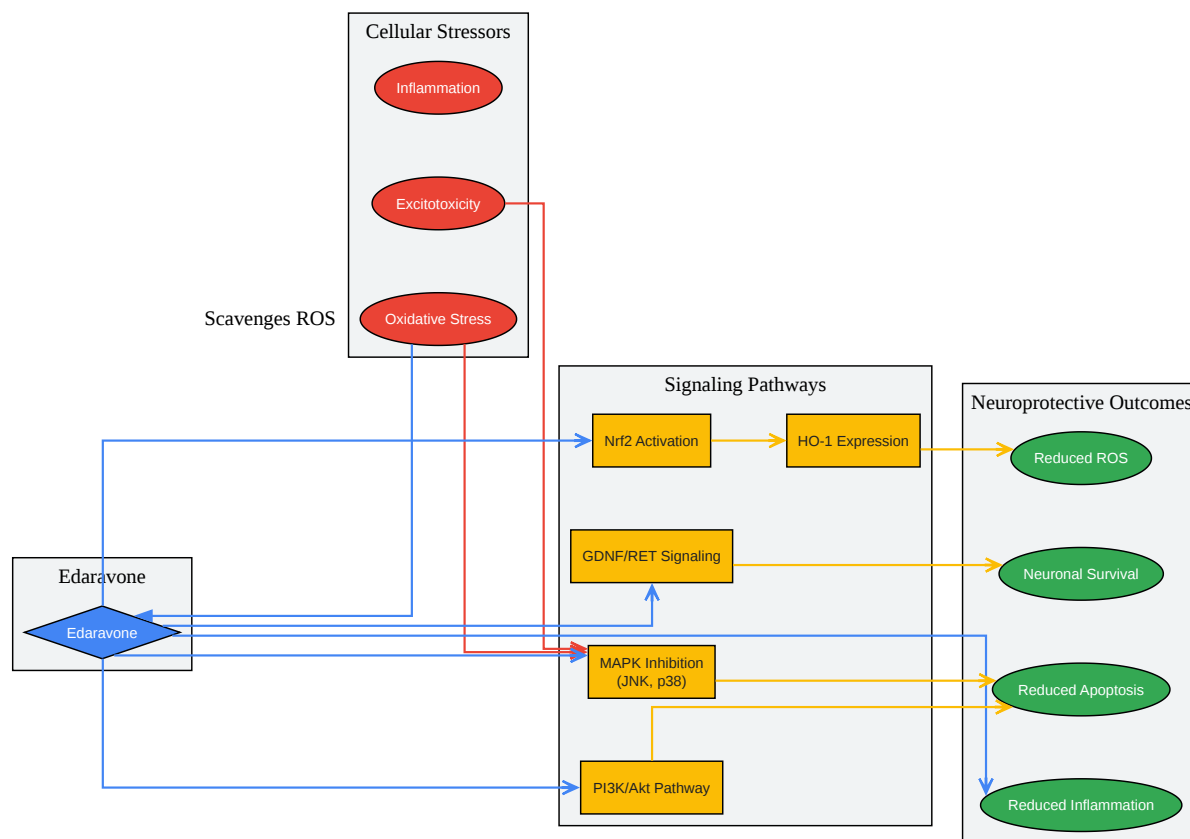 Cellular Stressors
Inflammation
Excitotoxicity
Scavenges ROS
Oxidative Stress
Signaling Pathways
Neuroprotective Outcomes
Nrf2 Activation
HO-1 Expression
Reduced ROS
GDNF/RET Signaling
Neuronal Survival
Edaravone
Edaravone
MAPK Inhibition
(JNK, p38)
Reduced Apoptosis
PI3K/Akt Pathway
Reduced Inflammation